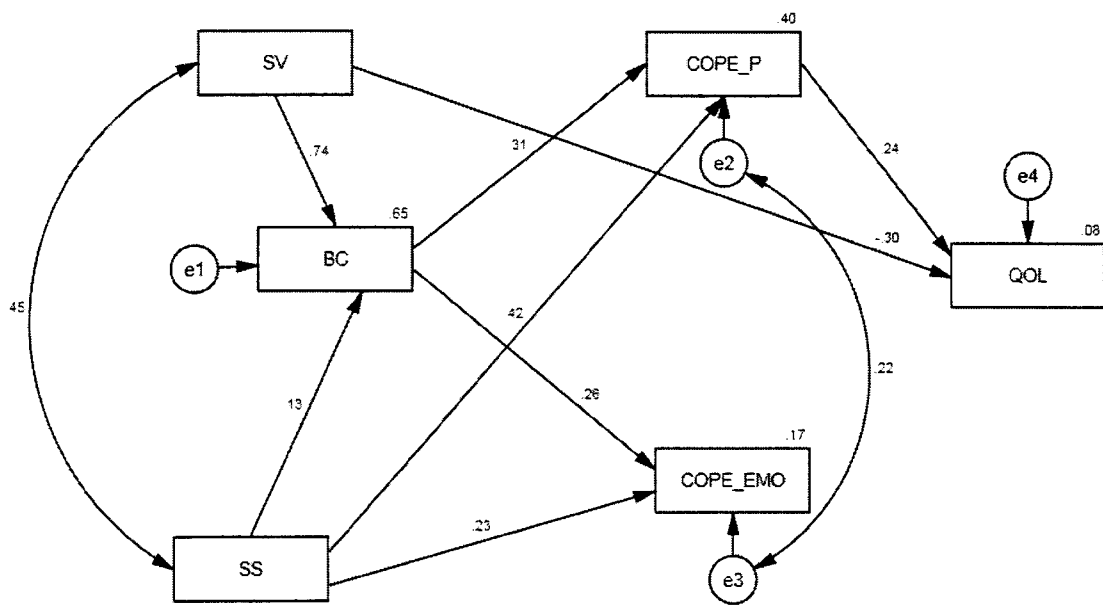 .40
SV
COPE_P
.74
.31
.24
e2
e4
.65
-.30
.08
BC
e1
QOL
.45
.42
.22
.26
.13
.17
COPE_EMO
.23
SS
e3